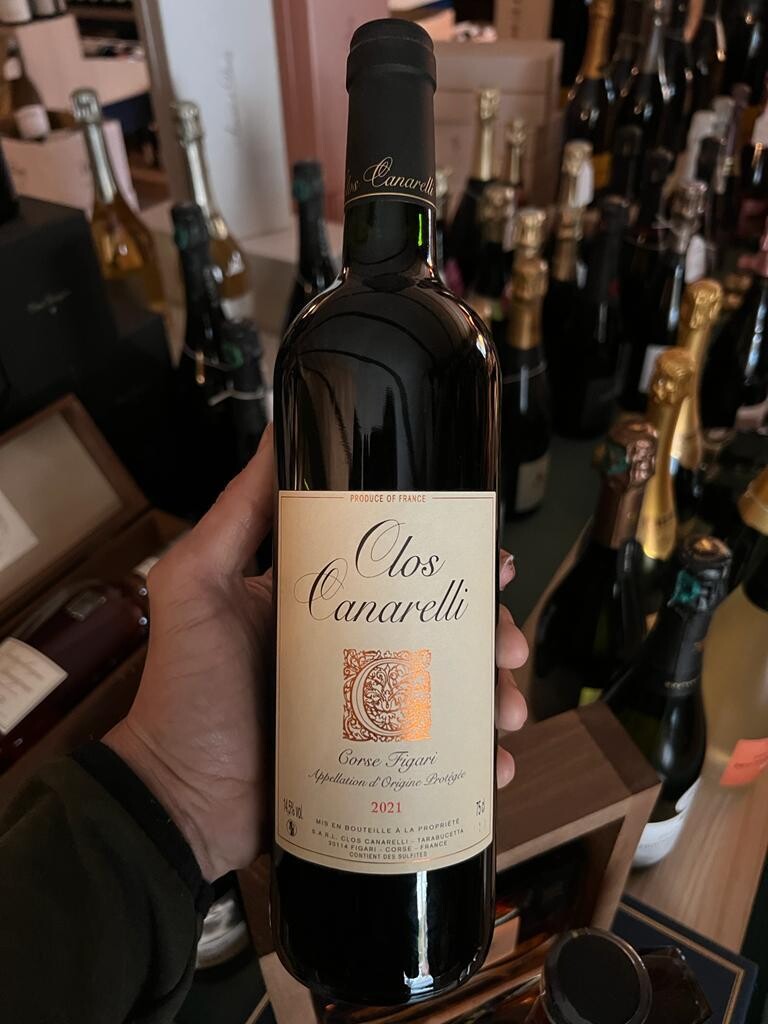 Clos Canarelli
PRODUCE OF FRANCE
Clos
Canarelli
C
Corse Figari
Appellation d'Origine Protégée
2021
14,5% vol.
75 cl
MIS EN BOUTEILLE À LA PROPRIÉTÉ
S.A.R.L. CLOS CANARELLI - TARABUCETTA
20114 FIGARI - CORSE - FRANCE
CONTIENT DES SULFITES